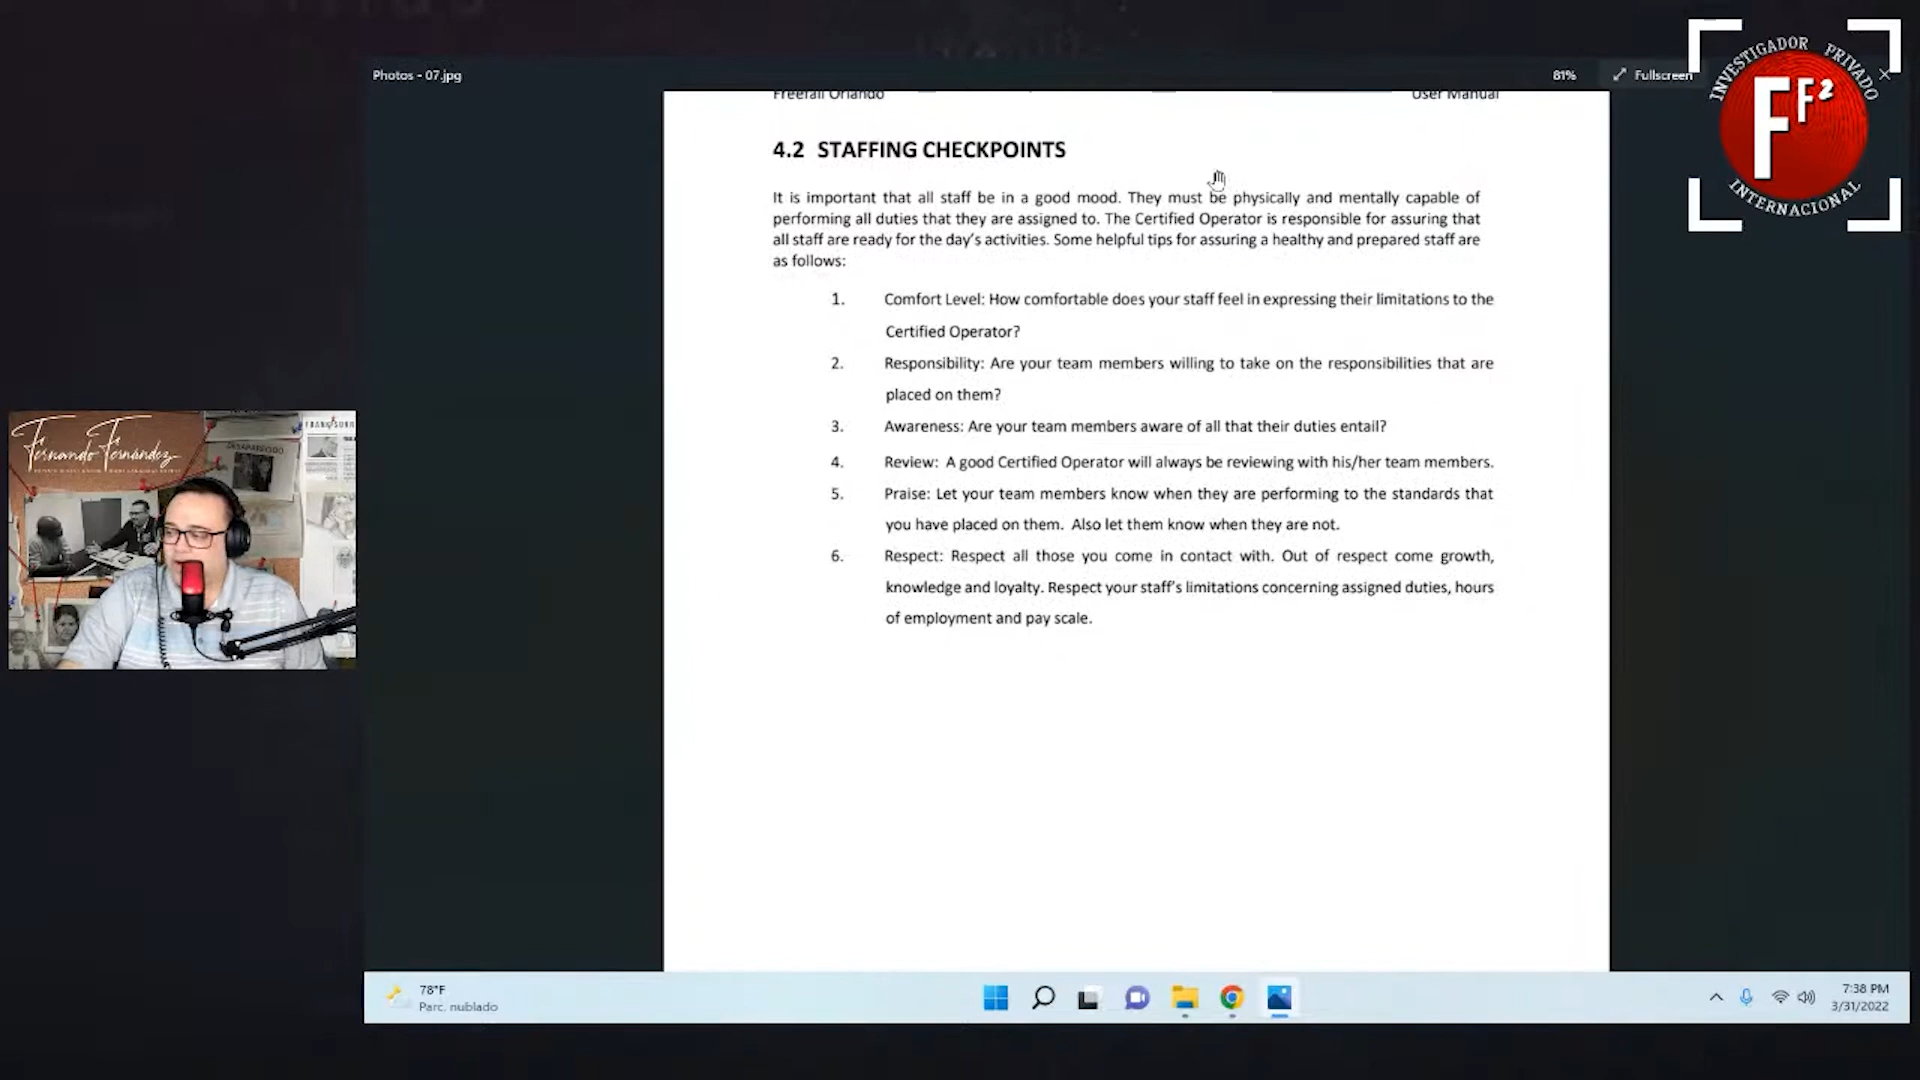 Photos - 07.jpg
81%
Fullscreen
INVESTIGADOR PRIVADO
FF²
INTERNACIONAL
Freefall Orlando
User Manual
4.2 STAFFING CHECKPOINTS
It is important that all staff be in a good mood. They must be physically and mentally capable of
performing all duties that they are assigned to. The Certified Operator is responsible for assuring that
all staff are ready for the day's activities. Some helpful tips for assuring a healthy and prepared staff are
as follows:
1. Comfort Level: How comfortable does your staff feel in expressing their limitations to the
Certified Operator?
2. Responsibility: Are your team members willing to take on the responsibilities that are
placed on them?
3. Awareness: Are your team members aware of all that their duties entail?
4. Review: A good Certified Operator will always be reviewing with his/her team members.
5. Praise: Let your team members know when they are performing to the standards that
you have placed on them. Also let them know when they are not.
6. Respect: Respect all those you come in contact with. Out of respect come growth,
knowledge and loyalty. Respect your staff's limitations concerning assigned duties, hours
of employment and pay scale.
Fernando Fernández
DESAPARECIDO
78°F
Parc. nublado
7:38 PM
3/31/2022